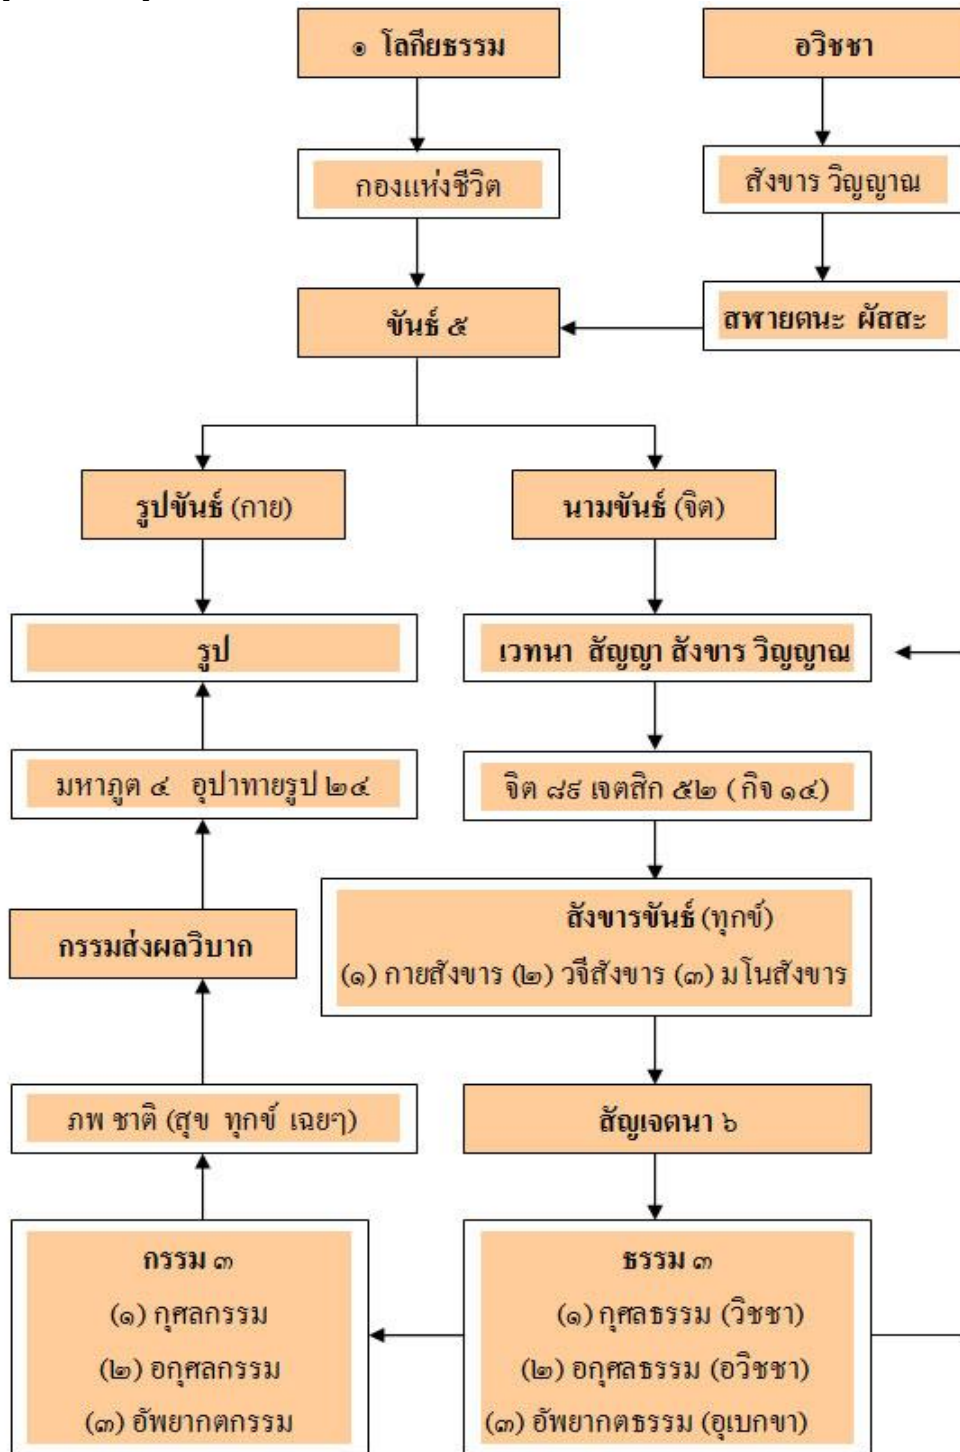 ๑ โลกียธรรม
อวิชชา
กองแห่งชีวิต
สังขาร วิญญาณ
ขันธ์ ๕
สฬายตนะ ผัสสะ
รูปขันธ์ (กาย)
นามขันธ์ (จิต)
รูป
เวทนา สัญญา สังขาร วิญญาณ
มหาภูต ๔ อุปาทายรูป ๒๔
จิต ๘๙ เจตสิก ๕๒ ( กิจ ๑๔)
กรรมส่งผลวิบาก
สังขารขันธ์ (ทุกข์)
(๑) กายสังขาร (๒) วจีสังขาร (๓) มโนสังขาร
ภพ ชาติ (สุข ทุกข์ เฉยๆ)
สัญเจตนา ๖
กรรม ๓
(๑) กุศลกรรม
(๒) อกุศลกรรม
(๓) อัพยากตกรรม
ธรรม ๓
(๑) กุศลธรรม (วิชชา)
(๒) อกุศลธรรม (อวิชชา)
(๓) อัพยากตธรรม (อุเบกขา)